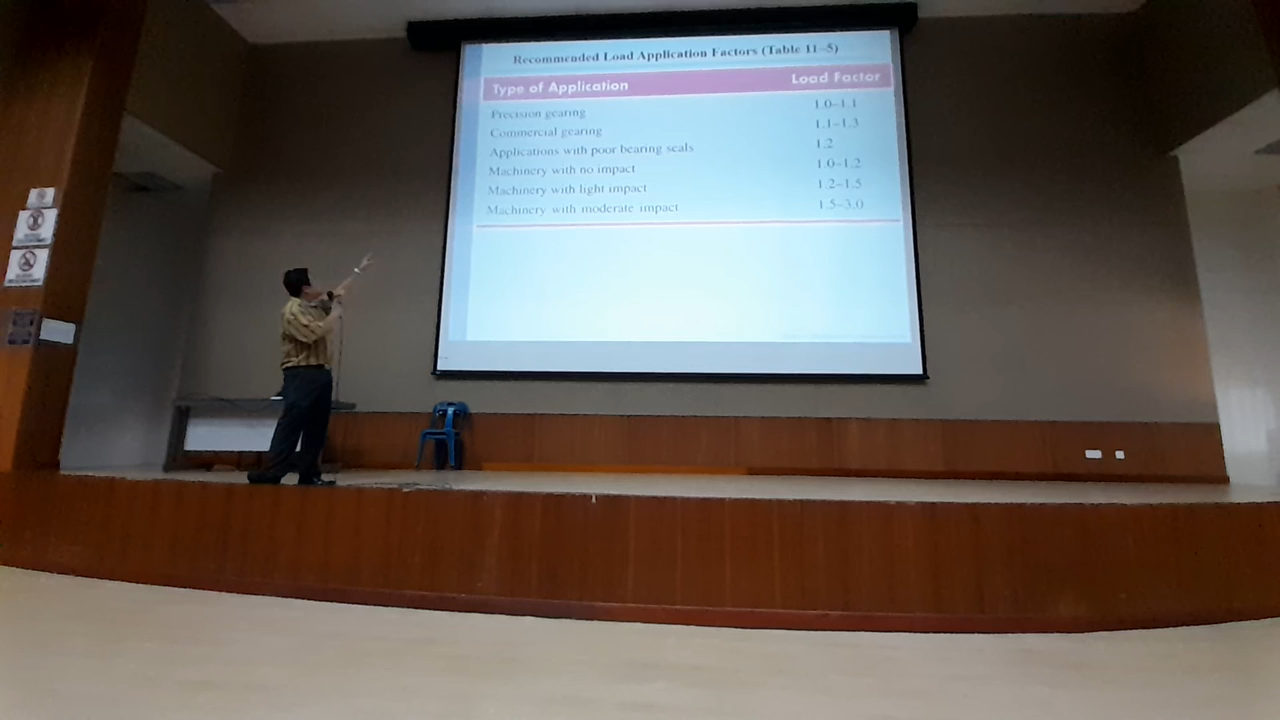 Recommended Load Application Factors (Table 11–5)
Type of Application Load Factor
Precision gearing 1.0–1.1
Commercial gearing 1.1–1.3
Applications with poor bearing seals 1.2
Machinery with no impact 1.0–1.2
Machinery with light impact 1.2–1.5
Machinery with moderate impact 1.5–3.0